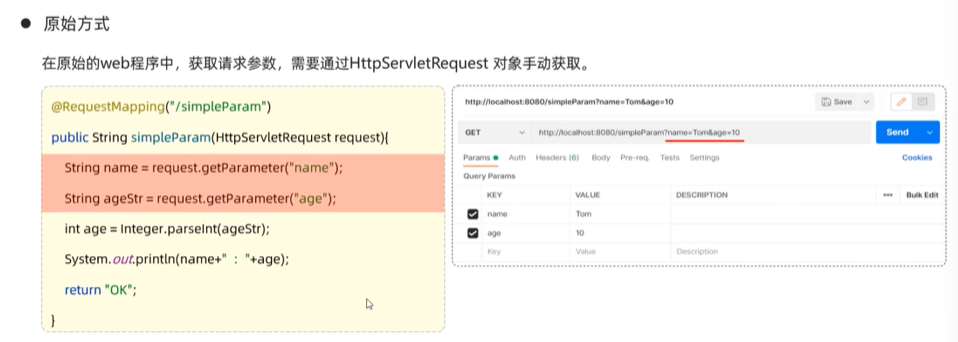 ● 原始方式
在原始的web程序中，获取请求参数，需要通过HttpServletRequest 对象手动获取。
@RequestMapping("/simpleParam")
public String simpleParam(HttpServletRequest request){
String name = request.getParameter("name");
String ageStr = request.getParameter("age");
int age = Integer.parseInt(ageStr);
System.out.println(name+" : "+age);
return "OK";
}
http://localhost:8080/simpleParam?name=Tom&age=10 Save
GET http://localhost:8080/simpleParam?name=Tom&age=10 Send
Params Auth Headers (6) Body Pre-req. Tests Settings Cookies
Query Params
KEY VALUE DESCRIPTION ••• Bulk Edit
name Tom
age 10
Key Value Description